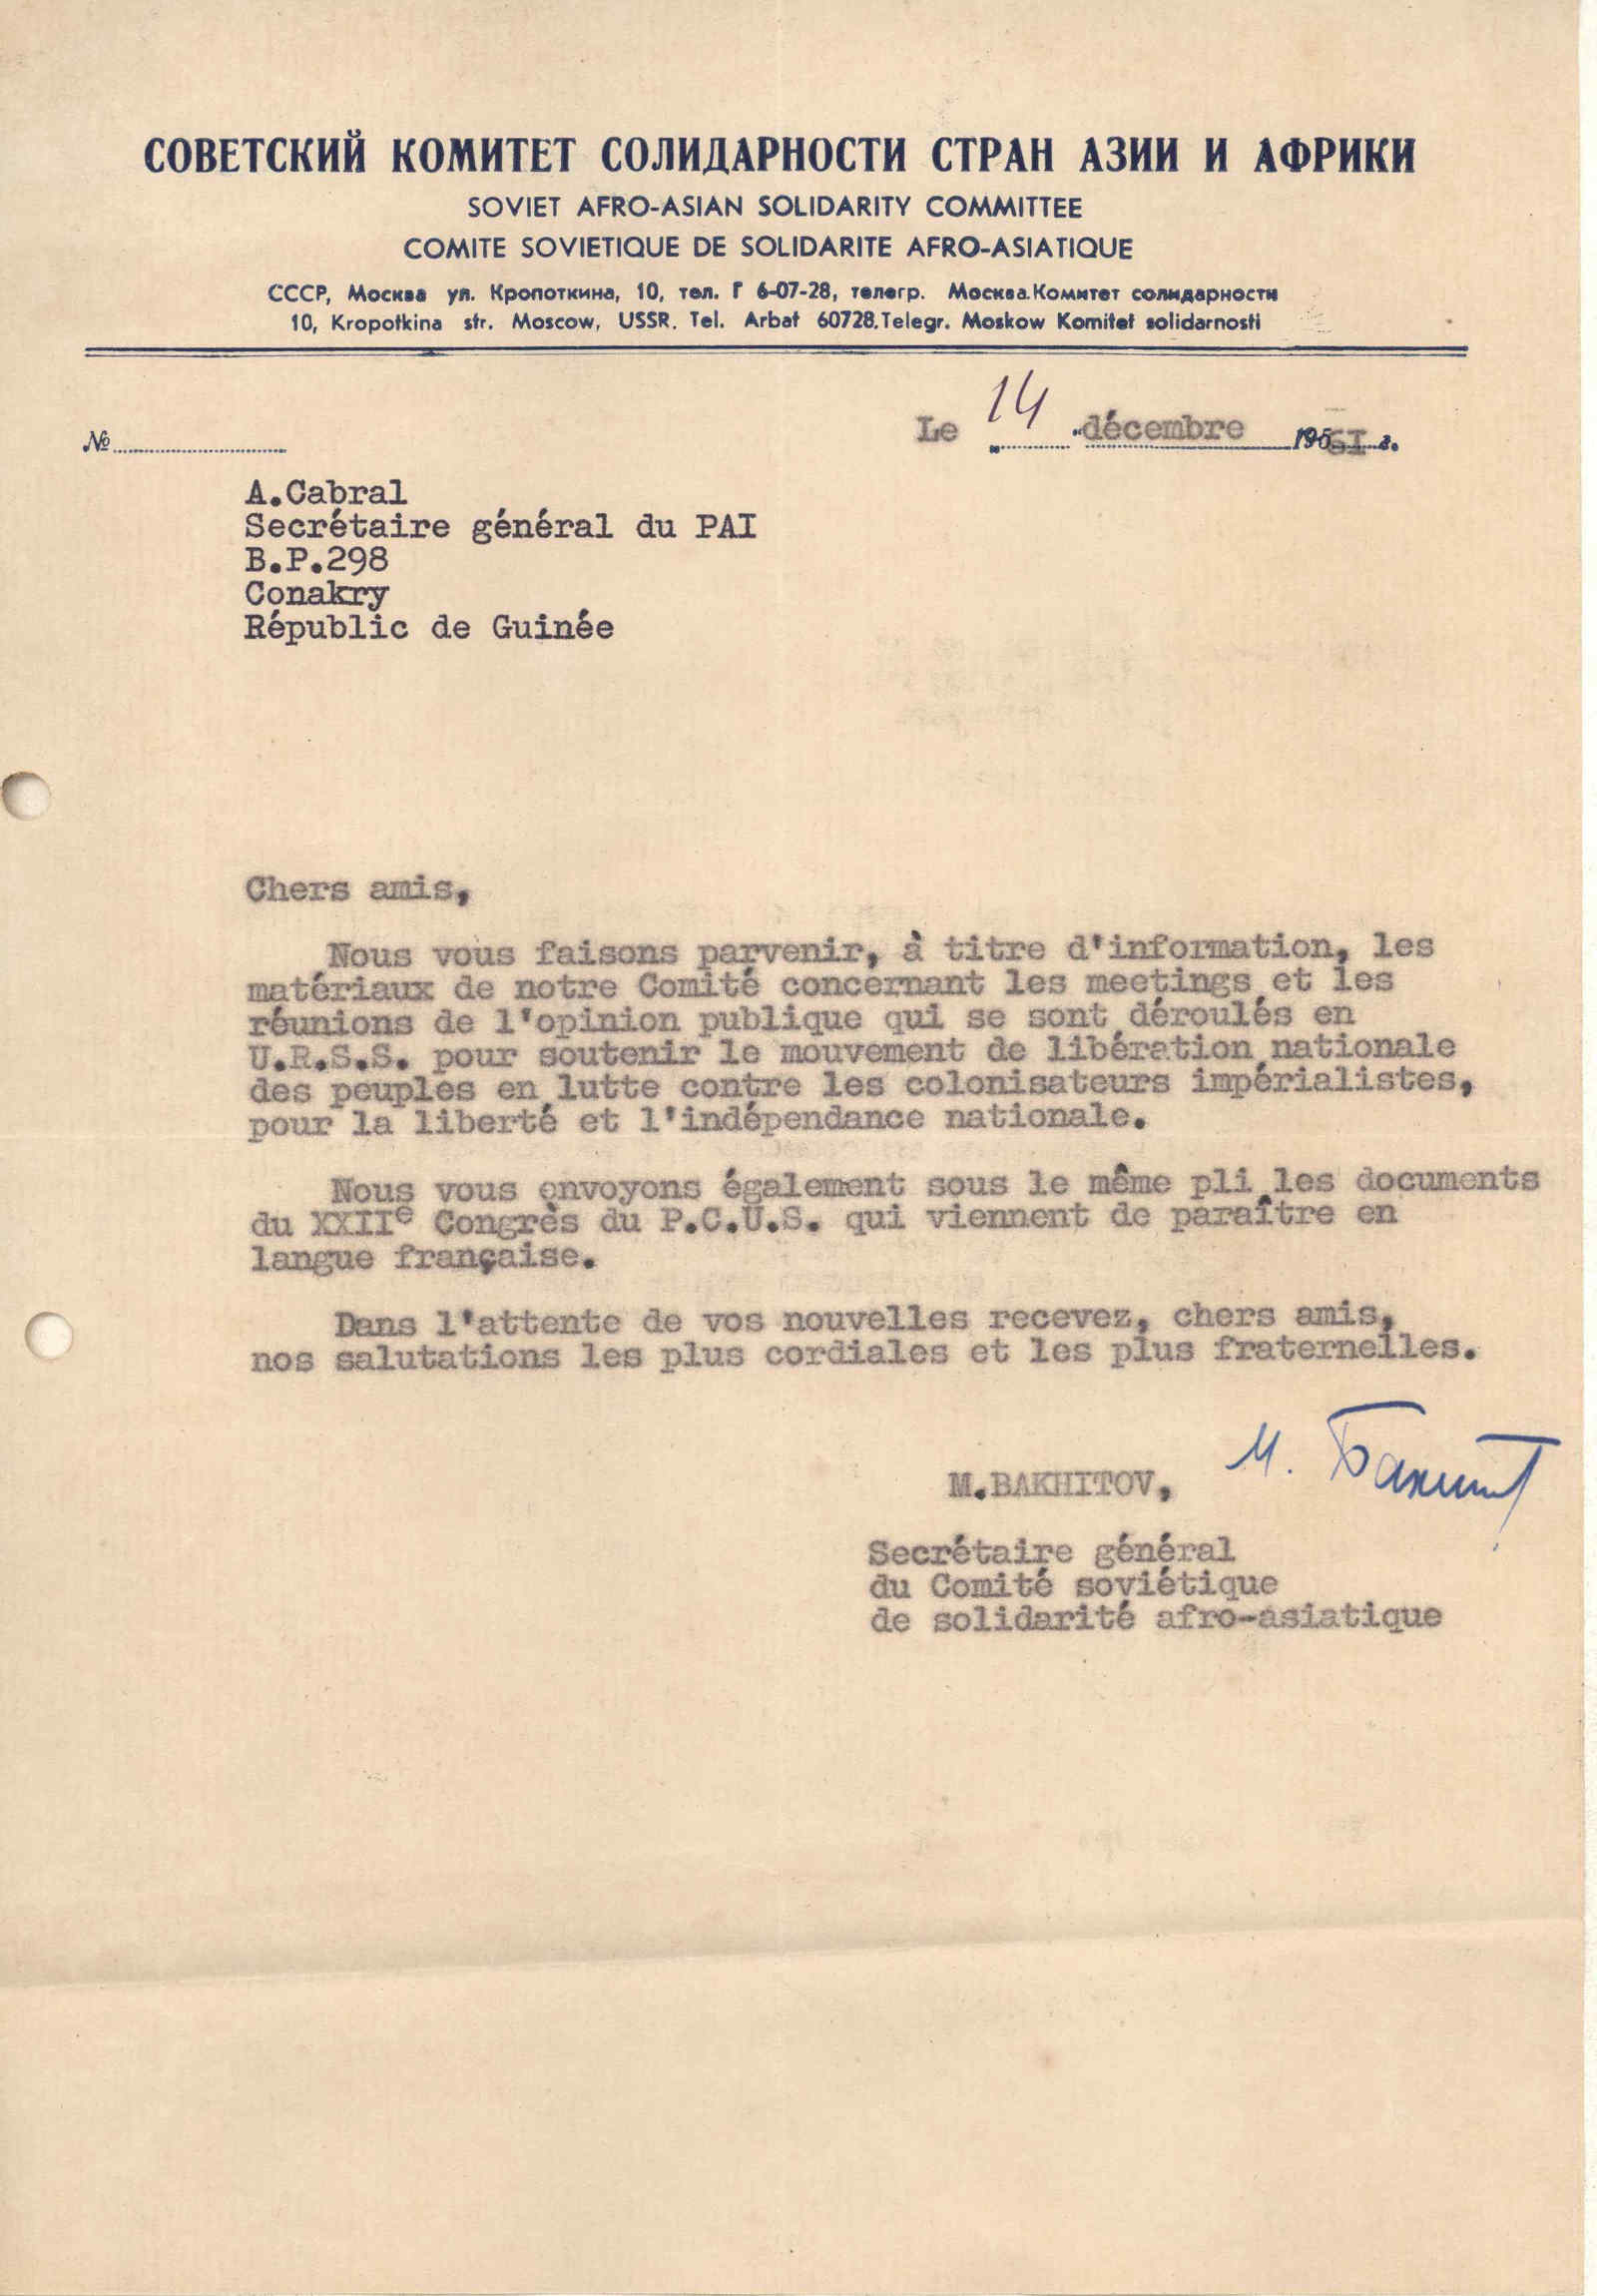 СОВЕТСКИЙ КОМИТЕТ СОЛИДАРНОСТИ СТРАН АЗИИ И АФРИКИ
SOVIET AFRO-ASIAN SOLIDARITY COMMITTEE
COMITE SOVIETIQUE DE SOLIDARITE AFRO-ASIATIQUE
СССР, Москва ул. Кропоткина, 10, тел. Г 6-07-28, телегр. Москва.Комитет солидарности
10, Kropotkina str. Moscow, USSR. Tel. Arbat 60728.Telegr. Moskow Komitet solidarnosti
№ Le „14" décembre 1961 г.
A.Cabral
Secrétaire général du PAI
B.P.298
Conakry
Républic de Guinée
Chers amis,
Nous vous faisons parvenir, à titre d'information, les
matériaux de notre Comité concernant les meetings et les
réunions de l'opinion publique qui se sont déroulés en
U.R.S.S. pour soutenir le mouvement de libération nationale
des peuples en lutte contre les colonisateurs impérialistes,
pour la liberté et l'indépendance nationale.
Nous vous envoyons également sous le même pli les documents
du XXIIe Congrès du P.C.U.S. qui viennent de paraître en
langue française.
Dans l'attente de vos nouvelles recevez, chers amis,
nos salutations les plus cordiales et les plus fraternelles.
M.BAKHITOV, М. Бахит
Secrétaire général
du Comité soviétique
de solidarité afro-asiatique